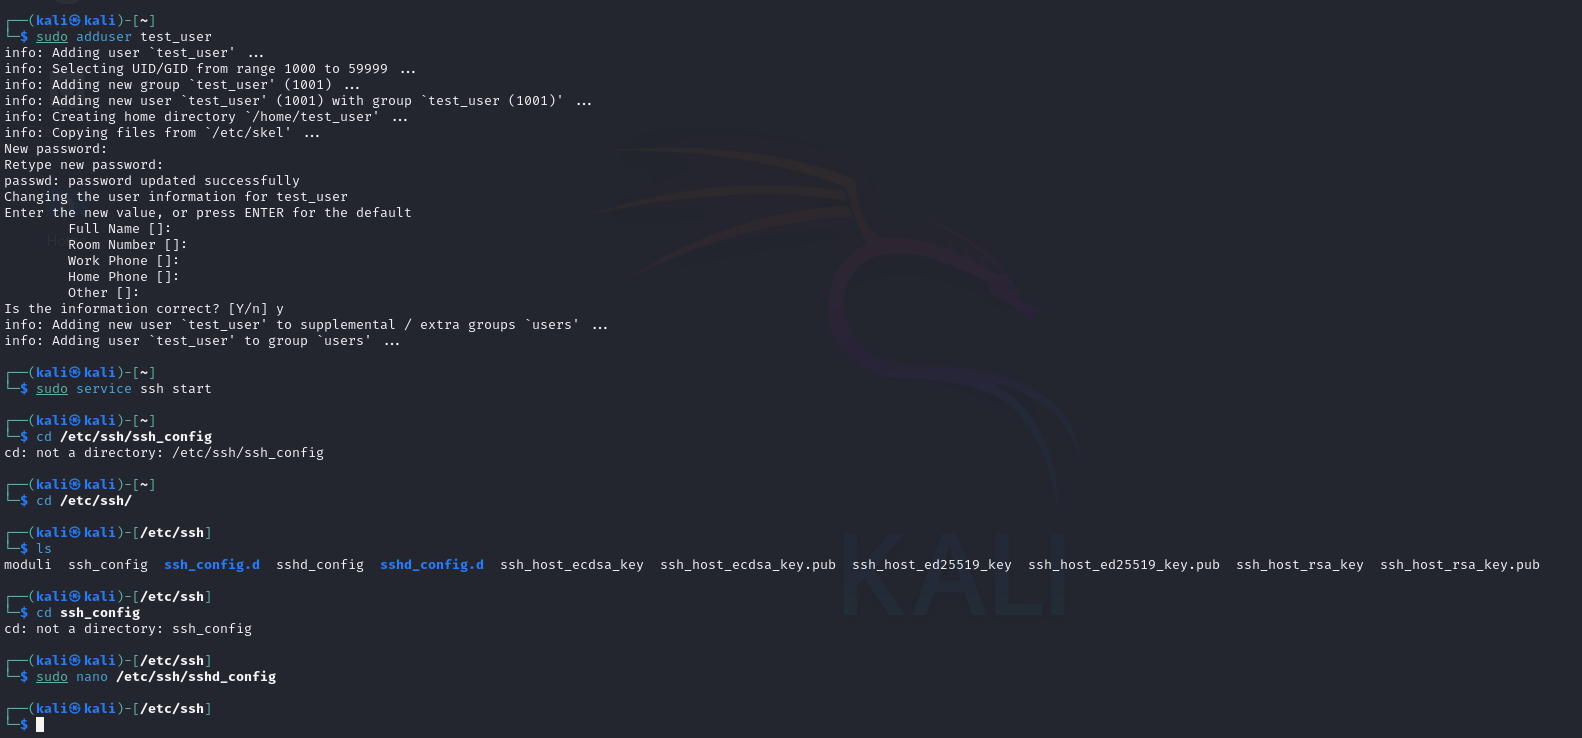 ┌──(kali㉿kali)-[~]
└─$ sudo adduser test_user
info: Adding user `test_user' ...
info: Selecting UID/GID from range 1000 to 59999 ...
info: Adding new group `test_user' (1001) ...
info: Adding new user `test_user' (1001) with group `test_user (1001)' ...
info: Creating home directory `/home/test_user' ...
info: Copying files from `/etc/skel' ...
New password:
Retype new password:
passwd: password updated successfully
Changing the user information for test_user
Enter the new value, or press ENTER for the default
        Full Name []:
        Room Number []:
        Work Phone []:
        Home Phone []:
        Other []:
Is the information correct? [Y/n] y
info: Adding new user `test_user' to supplemental / extra groups `users' ...
info: Adding user `test_user' to group `users' ...

┌──(kali㉿kali)-[~]
└─$ sudo service ssh start

┌──(kali㉿kali)-[~]
└─$ cd /etc/ssh/ssh_config
cd: not a directory: /etc/ssh/ssh_config

┌──(kali㉿kali)-[~]
└─$ cd /etc/ssh/

┌──(kali㉿kali)-[/etc/ssh]
└─$ ls
moduli  ssh_config  ssh_config.d  sshd_config  sshd_config.d  ssh_host_ecdsa_key  ssh_host_ecdsa_key.pub  ssh_host_ed25519_key  ssh_host_ed25519_key.pub  ssh_host_rsa_key  ssh_host_rsa_key.pub

┌──(kali㉿kali)-[/etc/ssh]
└─$ cd ssh_config
cd: not a directory: ssh_config

┌──(kali㉿kali)-[/etc/ssh]
└─$ sudo nano /etc/ssh/sshd_config

┌──(kali㉿kali)-[/etc/ssh]
└─$
KALI